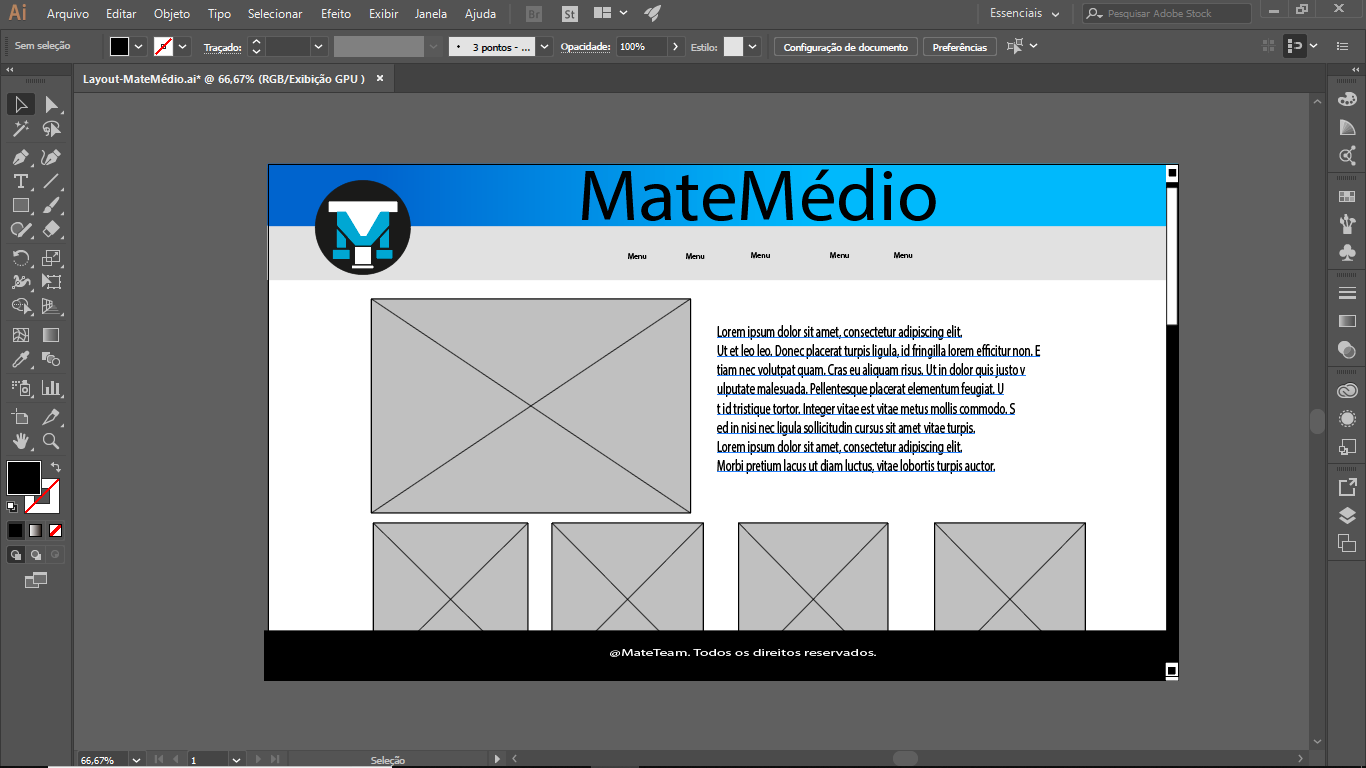 Ai Arquivo Editar Objeto Tipo Selecionar Efeito Exibir Janela Ajuda Br St Essenciais Pesquisar Adobe Stock
Sem seleção Traçado: 3 pontos - ... Opacidade: 100% Estilo: Configuração de documento Preferências
Layout-MateMédio.ai* @ 66,67% (RGB/Exibição GPU )
MateMédio
Menu Menu Menu Menu Menu
Lorem ipsum dolor sit amet, consectetur adipiscing elit.
Ut et leo leo. Donec placerat turpis ligula, id fringilla lorem efficitur non. E
tiam nec volutpat quam. Cras eu aliquam risus. Ut in dolor quis justo v
ulputate malesuada. Pellentesque placerat elementum feugiat. U
t id tristique tortor. Integer vitae est vitae metus mollis commodo. S
ed in nisi nec ligula sollicitudin cursus sit amet vitae turpis.
Lorem ipsum dolor sit amet, consectetur adipiscing elit.
Morbi pretium lacus ut diam luctus, vitae lobortis turpis auctor.
@MateTeam. Todos os direitos reservados.
66,67% 1 Seleção